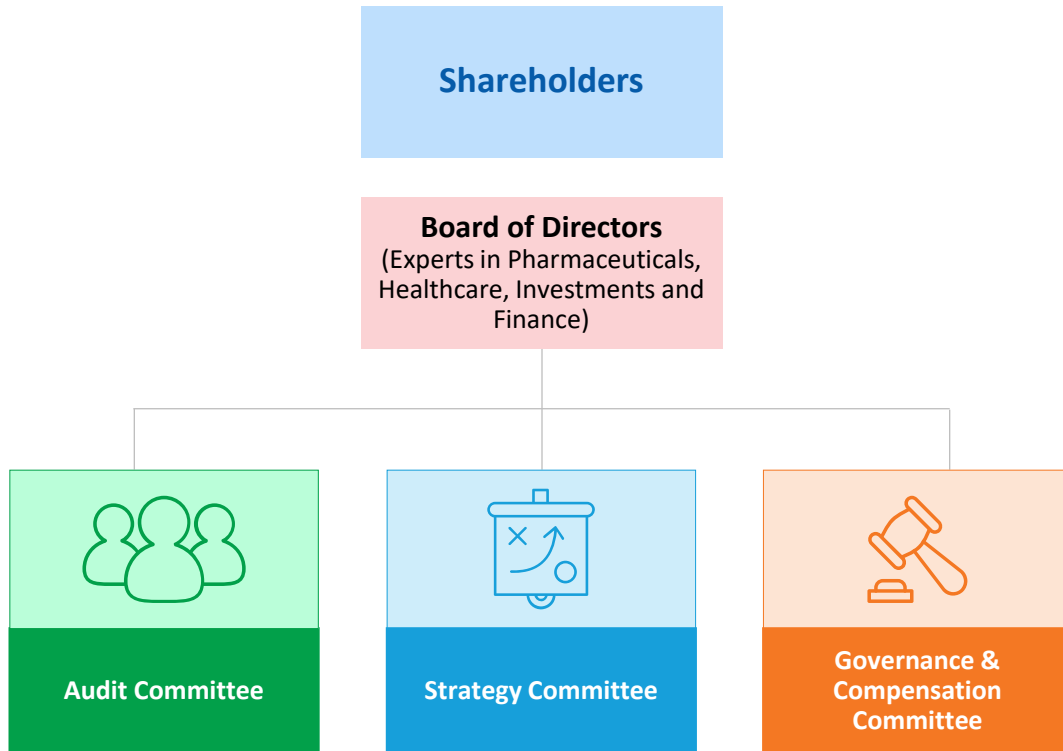 Shareholders
Board of Directors
(Experts in Pharmaceuticals,
Healthcare, Investments and
Finance)
Audit Committee
Strategy Committee
Governance &
Compensation
Committee